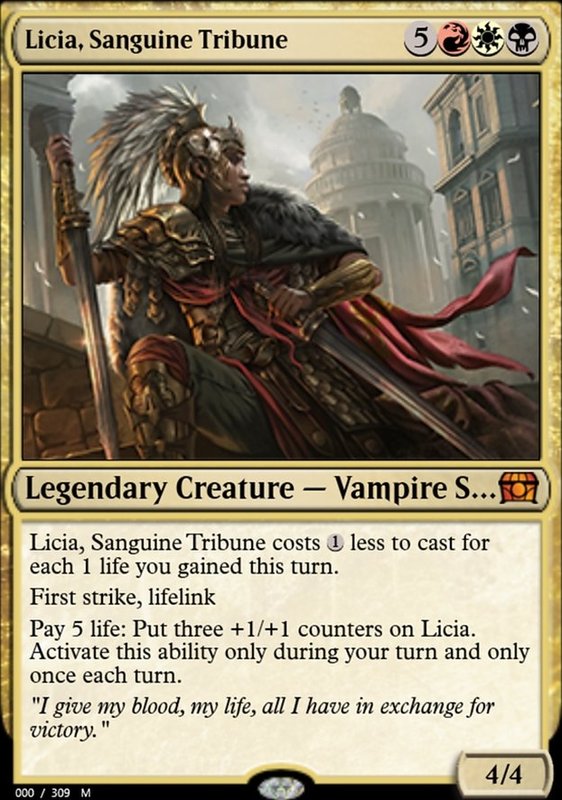 Licia, Sanguine Tribune 5
Legendary Creature — Vampire S...
Licia, Sanguine Tribune costs 1 less to cast for
each 1 life you gained this turn.
First strike, lifelink
Pay 5 life: Put three +1/+1 counters on Licia.
Activate this ability only during your turn and only
once each turn.
"I give my blood, my life, all I have in exchange for
victory."
4/4
000 / 309 M